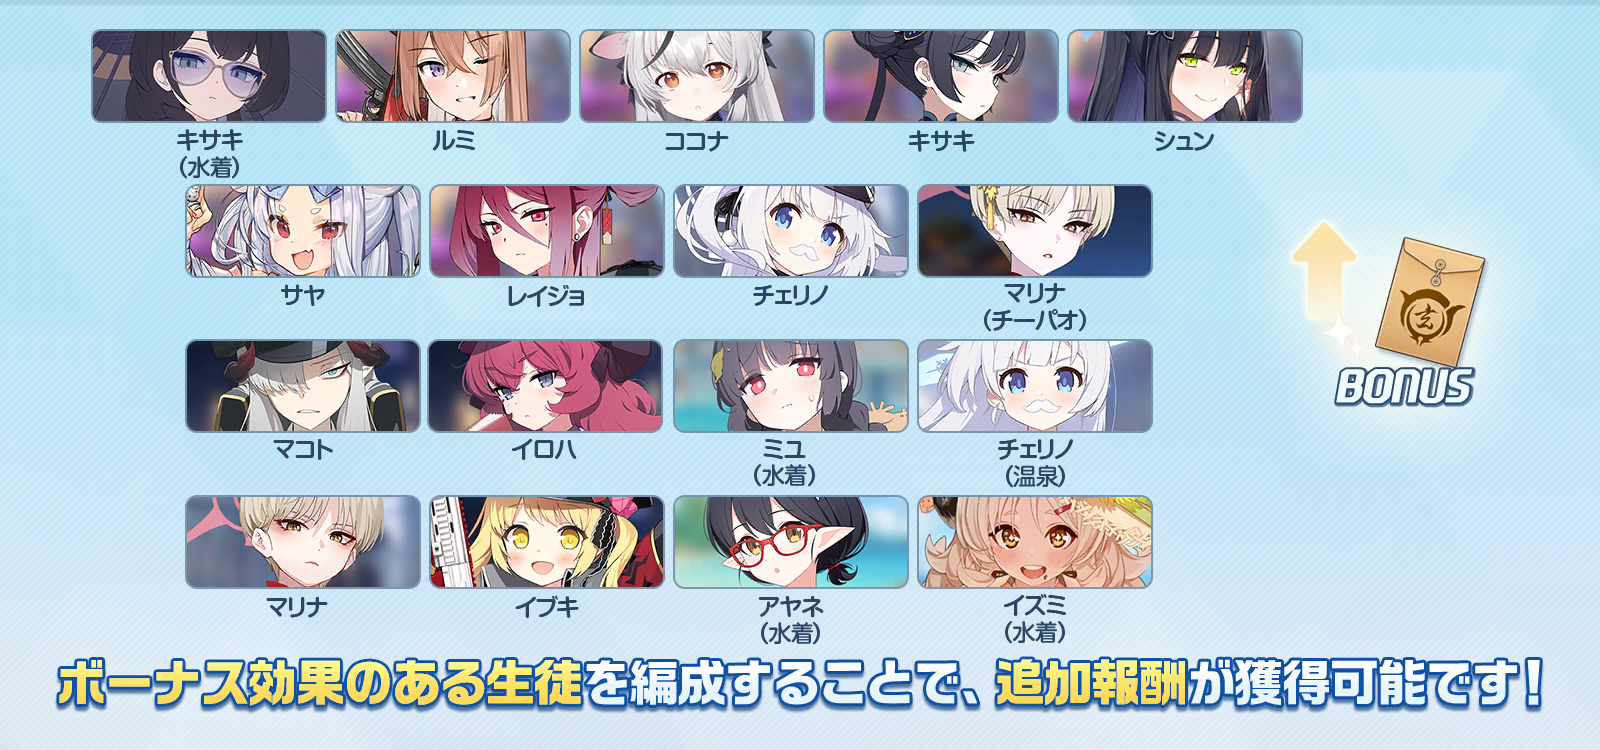 キサキ
(水着)
ルミ
ココナ
キサキ
シュン
サヤ
レイジョ
チェリノ
マリナ
(チーパオ)
マコト
イロハ
ミユ
(水着)
チェリノ
(温泉)
マリナ
イブキ
アヤネ
(水着)
イズミ
(水着)
玄
BONUS
ボーナス効果のある生徒を編成することで、追加報酬が獲得可能です!